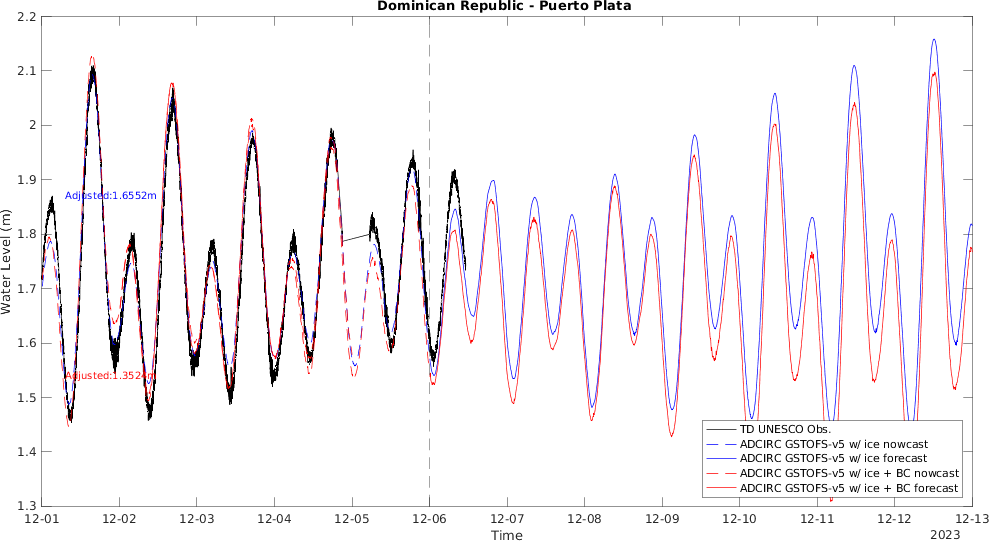 Dominican Republic - Puerto Plata
2.2
2.1
2
1.9
1.8
1.7
1.6
1.5
1.4
1.3
Water Level (m)
Adjusted:1.6552m
Adjusted:1.3524m
TD UNESCO Obs.
ADCIRC GSTOFS-v5 w/ ice nowcast
ADCIRC GSTOFS-v5 w/ ice forecast
ADCIRC GSTOFS-v5 w/ ice + BC nowcast
ADCIRC GSTOFS-v5 w/ ice + BC forecast
12-01 12-02 12-03 12-04 12-05 12-06 12-07 12-08 12-09 12-10 12-11 12-12 12-13
Time
2023